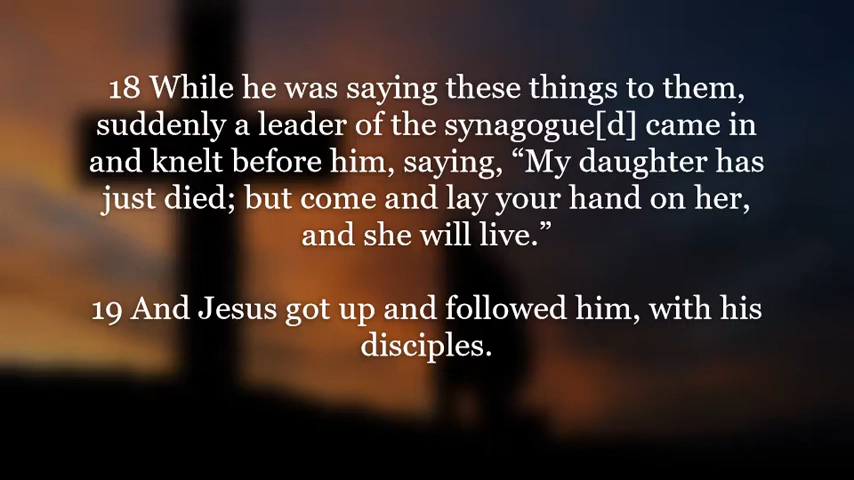 18 While he was saying these things to them,
suddenly a leader of the synagogue[d] came in
and knelt before him, saying, “My daughter has
just died; but come and lay your hand on her,
and she will live.”
19 And Jesus got up and followed him, with his
disciples.